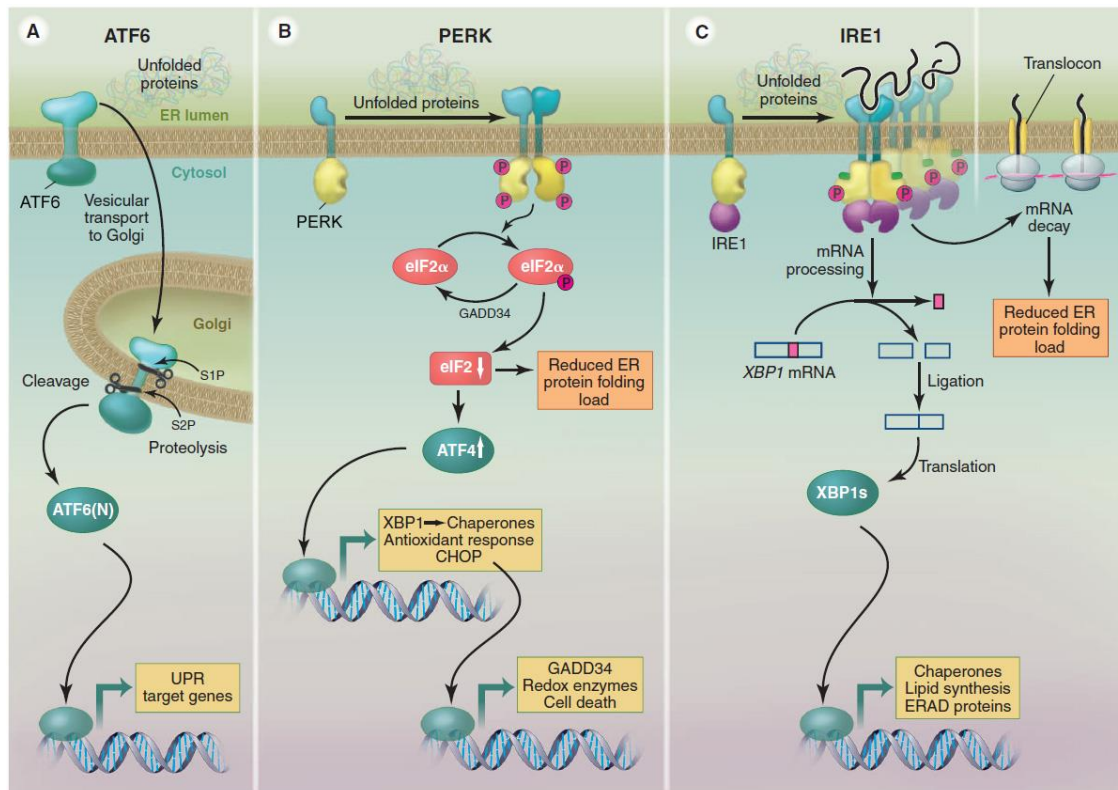 A
ATF6
Unfolded
proteins
ER lumen
Cytosol
ATF6
Vesicular
transport
to Golgi
Golgi
Cleavage
S1P
S2P
Proteolysis
ATF6(N)
UPR
target genes
B
PERK
Unfolded proteins
P
P
P
P
PERK
eIF2α
eIF2α
P
GADD34
eIF2
Reduced ER
protein folding
load
ATF4
XBP1 → Chaperones
Antioxidant response
CHOP
GADD34
Redox enzymes
Cell death
C
IRE1
Unfolded
proteins
Translocon
P
P
P
P
IRE1
mRNA
processing
mRNA
decay
Reduced ER
protein folding
load
XBP1 mRNA
Ligation
Translation
XBP1s
Chaperones
Lipid synthesis
ERAD proteins